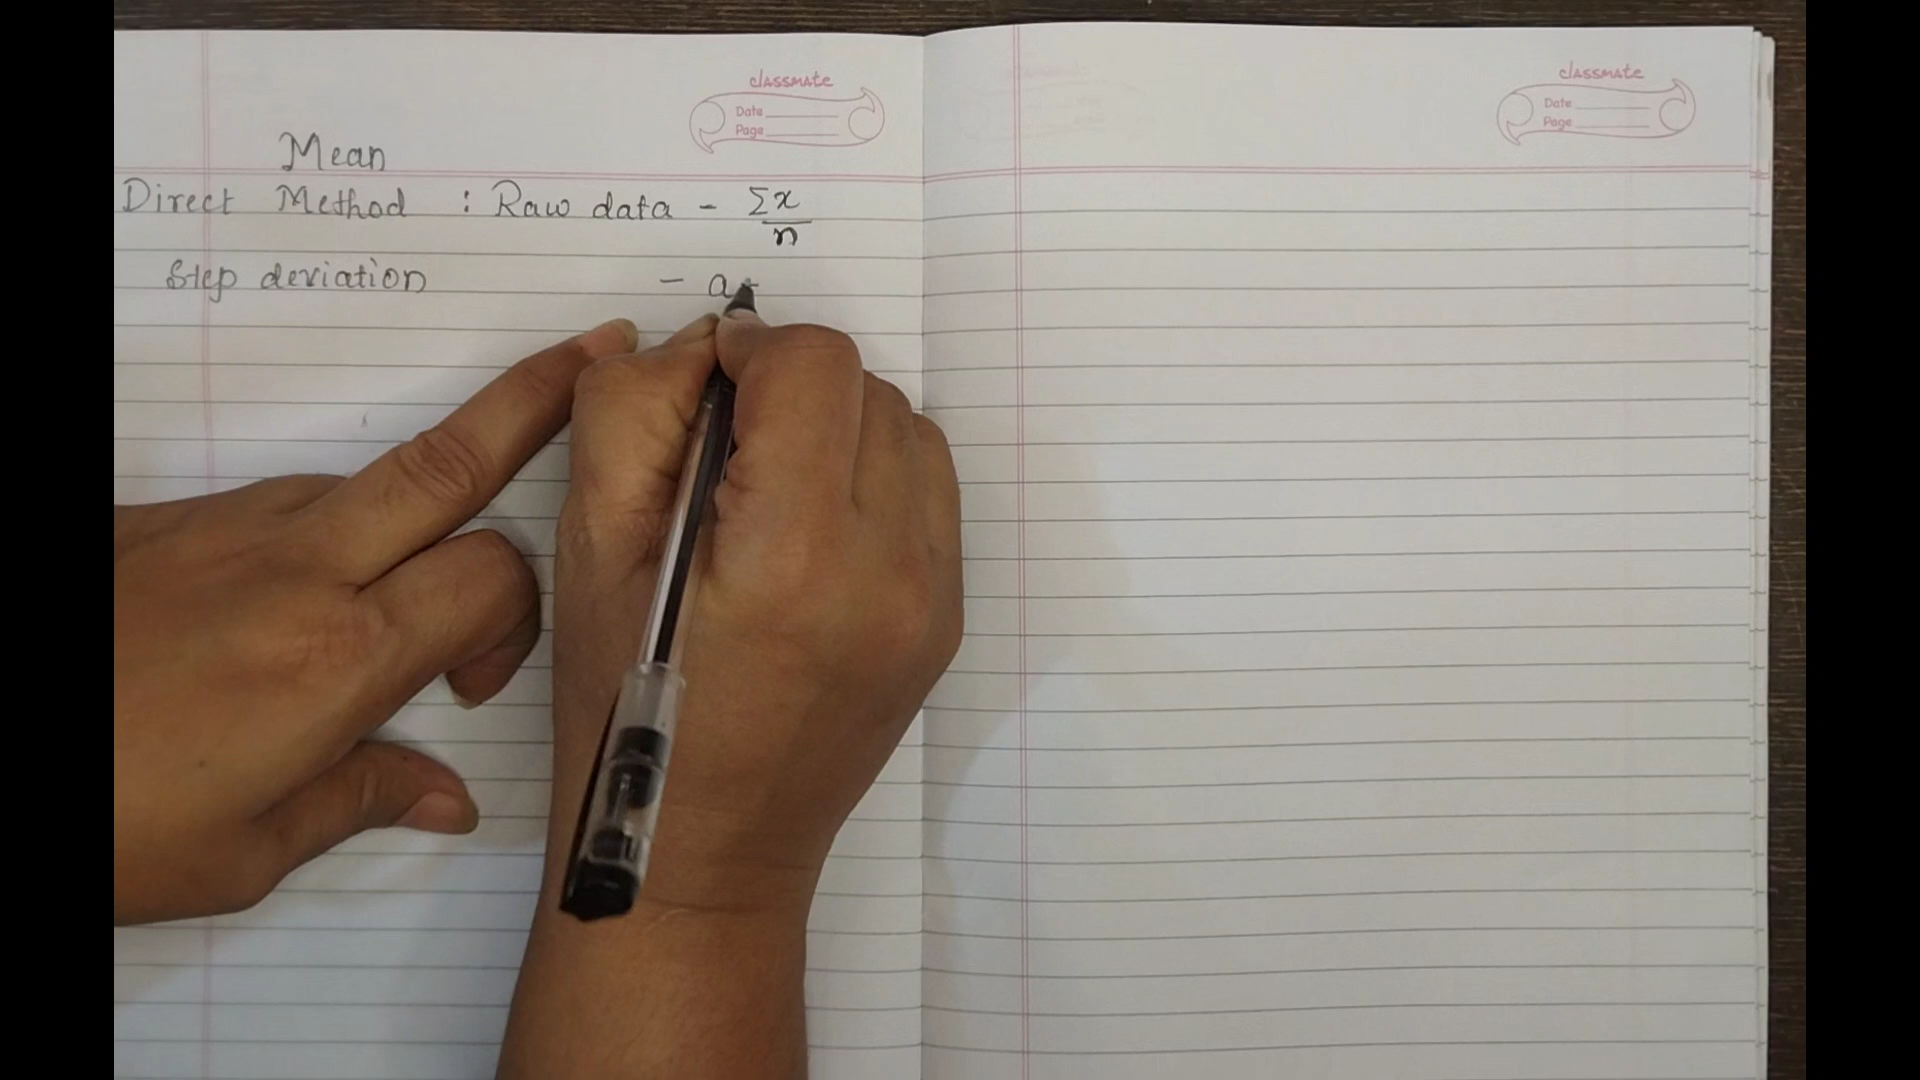 classmate
Date
Page
classmate
Date
Page
Mean
Direct Method : Raw data - Σx
n
Step deviation - a+